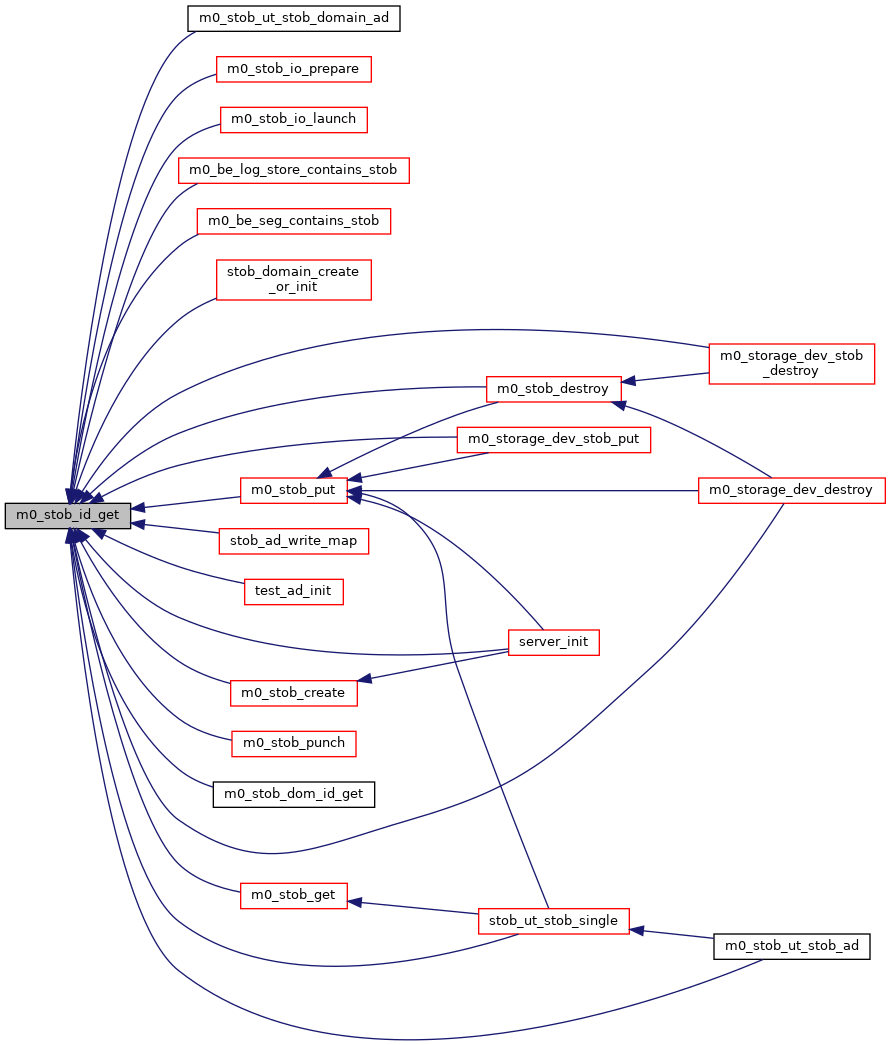 m0_stob_ut_stob_domain_ad
m0_stob_io_prepare
m0_stob_io_launch
m0_be_log_store_contains_stob
m0_be_seg_contains_stob
stob_domain_create
_or_init
m0_storage_dev_stob
_destroy
m0_stob_destroy
m0_storage_dev_stob_put
m0_stob_put
m0_storage_dev_destroy
m0_stob_id_get
stob_ad_write_map
test_ad_init
server_init
m0_stob_create
m0_stob_punch
m0_stob_dom_id_get
m0_stob_get
stob_ut_stob_single
m0_stob_ut_stob_ad